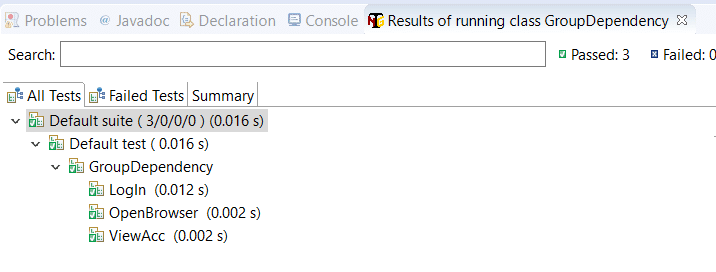 Problems @ Javadoc Declaration Console Results of running class GroupDependency
Search: Passed: 3 Failed: 0
All Tests Failed Tests Summary
Default suite ( 3/0/0/0 ) (0.016 s)
Default test ( 0.016 s)
GroupDependency
LogIn (0.012 s)
OpenBrowser (0.002 s)
ViewAcc (0.002 s)